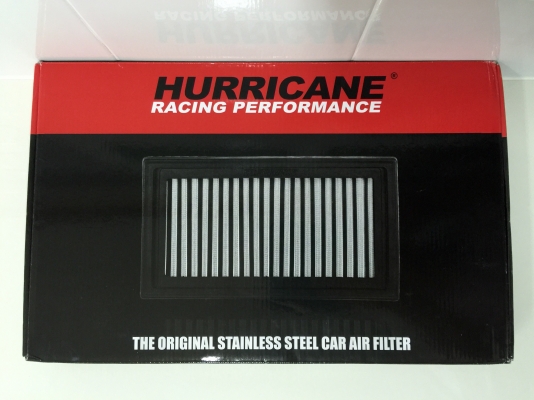 HURRICANE®
RACING PERFORMANCE
THE ORIGINAL STAINLESS STEEL CAR AIR FILTER